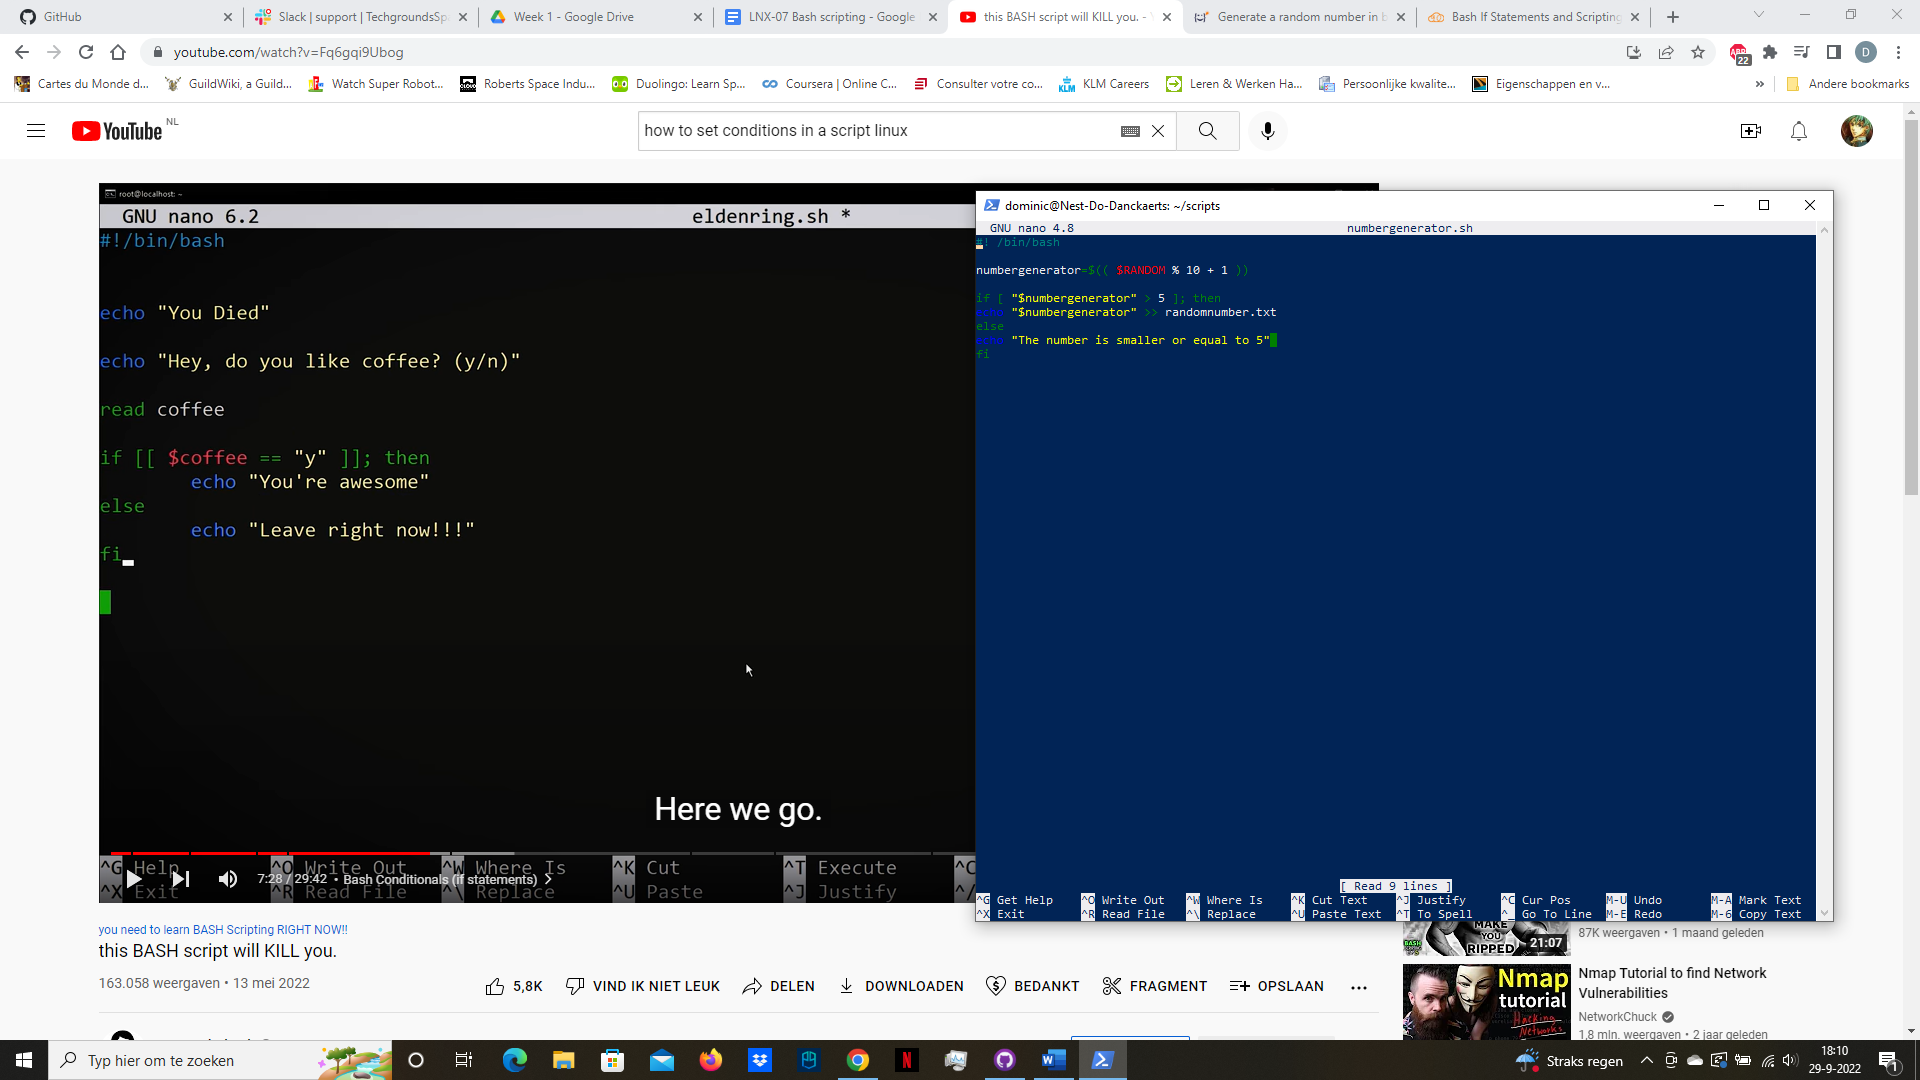 GitHub
Slack | support | TechgroundsSp
Week 1 - Google Drive
LNX-07 Bash scripting - Google
this BASH script will KILL you. - Y
Generate a random number in b
Bash If Statements and Scripting
youtube.com/watch?v=Fq6gqi9Ubog
22
D
Cartes du Monde d...
GuildWiki, a Guild...
Watch Super Robot...
Roberts Space Indu...
Duolingo: Learn Sp...
Coursera | Online C...
Consulter votre co...
KLM Careers
Leren & Werken Ha...
Persoonlijke kwalite...
Eigenschappen en v...
»
Andere bookmarks
YouTube NL
how to set conditions in a script linux
root@localhost: ~
GNU nano 6.2 eldenring.sh *
#!/bin/bash
echo "You Died"
echo "Hey, do you like coffee? (y/n)"
read coffee
if [[ $coffee == "y" ]]; then
echo "You're awesome"
else
echo "Leave right now!!!"
fi
Here we go.
^G Help ^O Write Out ^W Where Is ^K Cut ^T Execute ^C
^X Exit ^R Read File ^\ Replace ^U Paste ^J Justify ^/
7:28 / 29:42 • Bash Conditionals (if statements) >
dominic@Nest-Do-Danckaerts: ~/scripts
GNU nano 4.8 numbergenerator.sh
#! /bin/bash
numbergenerator=$(( $RANDOM % 10 + 1 ))
if [ "$numbergenerator" > 5 ]; then
echo "$numbergenerator" >> randomnumber.txt
else
echo "The number is smaller or equal to 5"
fi
[ Read 9 lines ]
^G Get Help ^O Write Out ^W Where Is ^K Cut Text ^J Justify ^C Cur Pos M-U Undo M-A Mark Text
^X Exit ^R Read File ^\ Replace ^U Paste Text ^T To Spell ^_ Go To Line M-E Redo M-6 Copy Text
you need to learn BASH Scripting RIGHT NOW!!
this BASH script will KILL you.
163.058 weergaven • 13 mei 2022
5,8K
VIND IK NIET LEUK
DELEN
DOWNLOADEN
BEDANKT
FRAGMENT
OPSLAAN
MAKE
YOU
RIPPED
BASH
21:07
87K weergaven • 1 maand geleden
Nmap
tutorial
Hacking
Networks
Nmap Tutorial to find Network
Vulnerabilities
NetworkChuck
1,8 mln. weergaven • 2 jaar geleden
Typ hier om te zoeken
Straks regen
18:10
29-9-2022
1